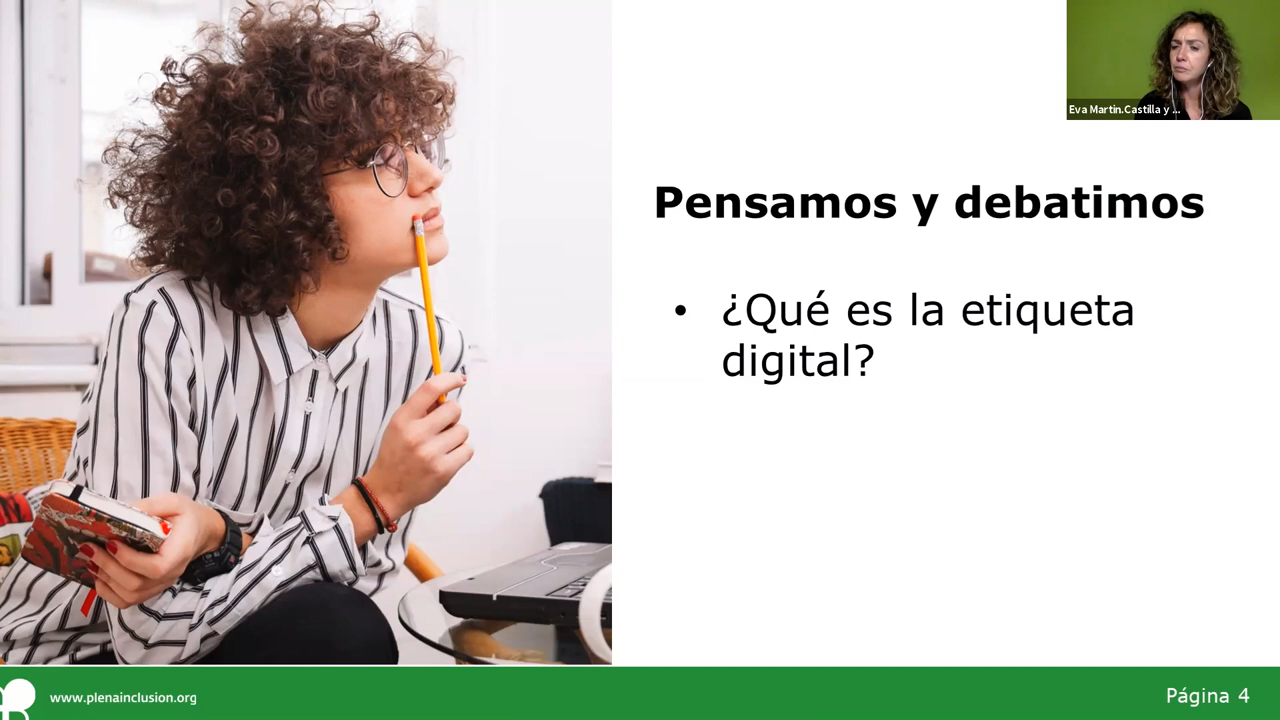 Eva Martin.Castilla y ...
Pensamos y debatimos
• ¿Qué es la etiqueta
digital?
www.plenainclusion.org
Página 4